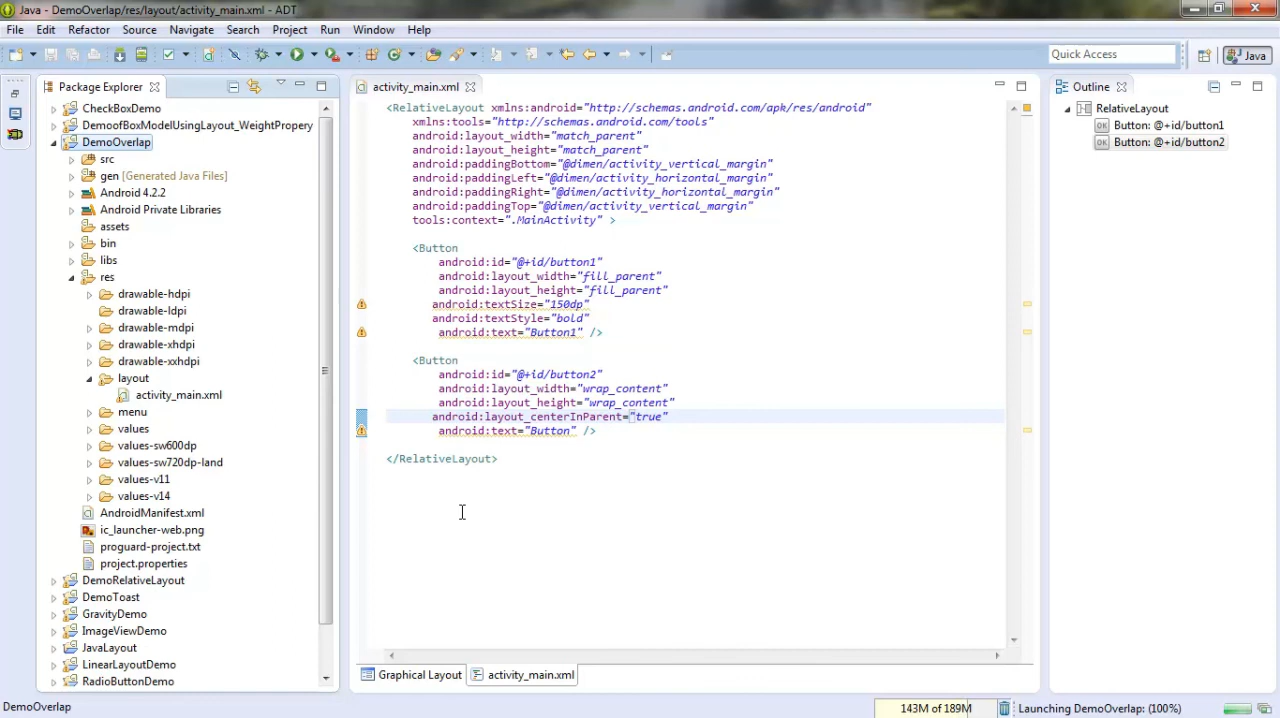 Java - DemoOverlap/res/layout/activity_main.xml - ADT
File Edit Refactor Source Navigate Search Project Run Window Help
Quick Access
Java
Package Explorer
CheckBoxDemo
DemoofBoxModelUsingLayout_WeightPropery
DemoOverlap
src
gen [Generated Java Files]
Android 4.2.2
Android Private Libraries
assets
bin
libs
res
drawable-hdpi
drawable-ldpi
drawable-mdpi
drawable-xhdpi
drawable-xxhdpi
layout
activity_main.xml
menu
values
values-sw600dp
values-sw720dp-land
values-v11
values-v14
AndroidManifest.xml
ic_launcher-web.png
proguard-project.txt
project.properties
DemoRelativeLayout
DemoToast
GravityDemo
ImageViewDemo
JavaLayout
LinearLayoutDemo
RadioButtonDemo
activity_main.xml
<RelativeLayout xmlns:android="http://schemas.android.com/apk/res/android"
xmlns:tools="http://schemas.android.com/tools"
android:layout_width="match_parent"
android:layout_height="match_parent"
android:paddingBottom="@dimen/activity_vertical_margin"
android:paddingLeft="@dimen/activity_horizontal_margin"
android:paddingRight="@dimen/activity_horizontal_margin"
android:paddingTop="@dimen/activity_vertical_margin"
tools:context=".MainActivity" >
<Button
android:id="@+id/button1"
android:layout_width="fill_parent"
android:layout_height="fill_parent"
android:textSize="150dp"
android:textStyle="bold"
android:text="Button1" />
<Button
android:id="@+id/button2"
android:layout_width="wrap_content"
android:layout_height="wrap_content"
android:layout_centerInParent="true"
android:text="Button" />
</RelativeLayout>
Graphical Layout
activity_main.xml
Outline
RelativeLayout
OK Button: @+id/button1
OK Button: @+id/button2
DemoOverlap
143M of 189M
Launching DemoOverlap: (100%)